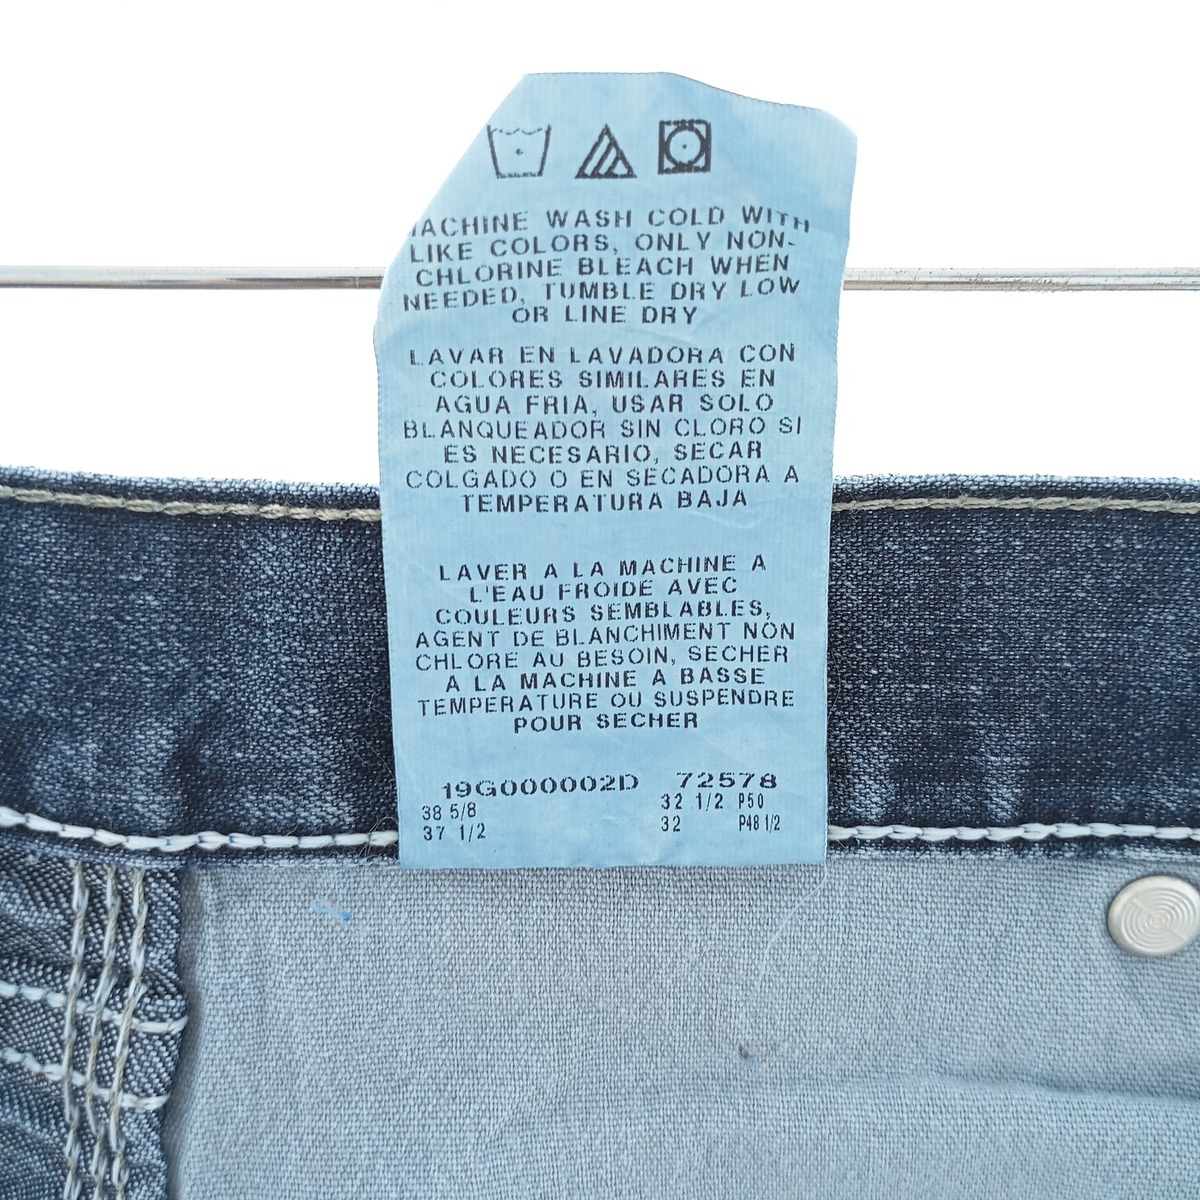 MACHINE WASH COLD WITH
LIKE COLORS, ONLY NON-
CHLORINE BLEACH WHEN
NEEDED, TUMBLE DRY LOW
OR LINE DRY
LAVAR EN LAVADORA CON
COLORES SIMILARES EN
AGUA FRIA, USAR SOLO
BLANQUEADOR SIN CLORO SI
ES NECESARIO, SECAR
COLGADO O EN SECADORA A
TEMPERATURA BAJA
LAVER A LA MACHINE A
L'EAU FROIDE AVEC
COULEURS SEMBLABLES,
AGENT DE BLANCHIMENT NON
CHLORE AU BESOIN, SECHER
A LA MACHINE A BASSE
TEMPERATURE OU SUSPENDRE
POUR SECHER
19G000002D 72578
38 5/8 32 1/2 P50
37 1/2 32 P48 1/2